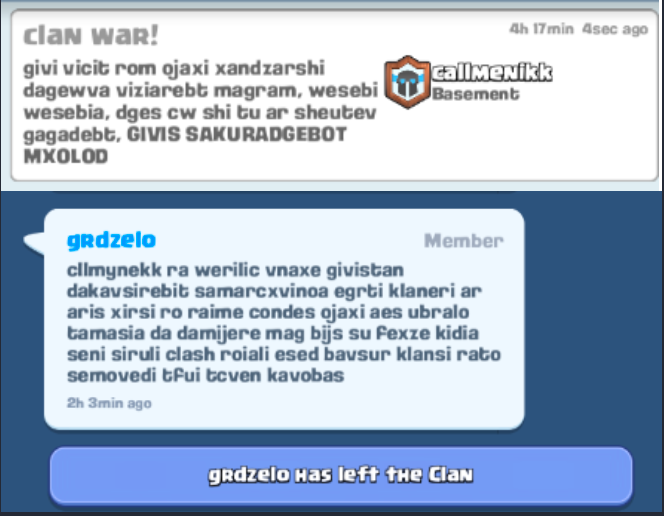 clan war!
4h 17min 4sec ago
givi vicit rom ojaxi xandzarshi
dagewva viziarebt magram, wesebi
wesebia, dges cw shi tu ar sheutev
gagadebt, GIVIS SAKURADGEBOT
MXOLOD
callmenikk
Basement
grdzelo
Member
cllmynekk ra werilic vnaxe givistan
dakavsirebit samarcxvinoa egrti klaneri ar
aris xirsi ro raime condes ojaxi aes ubralo
tamasia da damijere mag bijs su fexze kidia
seni siruli clash roiali esed bavsur klansi rato
semovedi tfui tcven kavobas
2h 3min ago
grdzelo has left the Clan